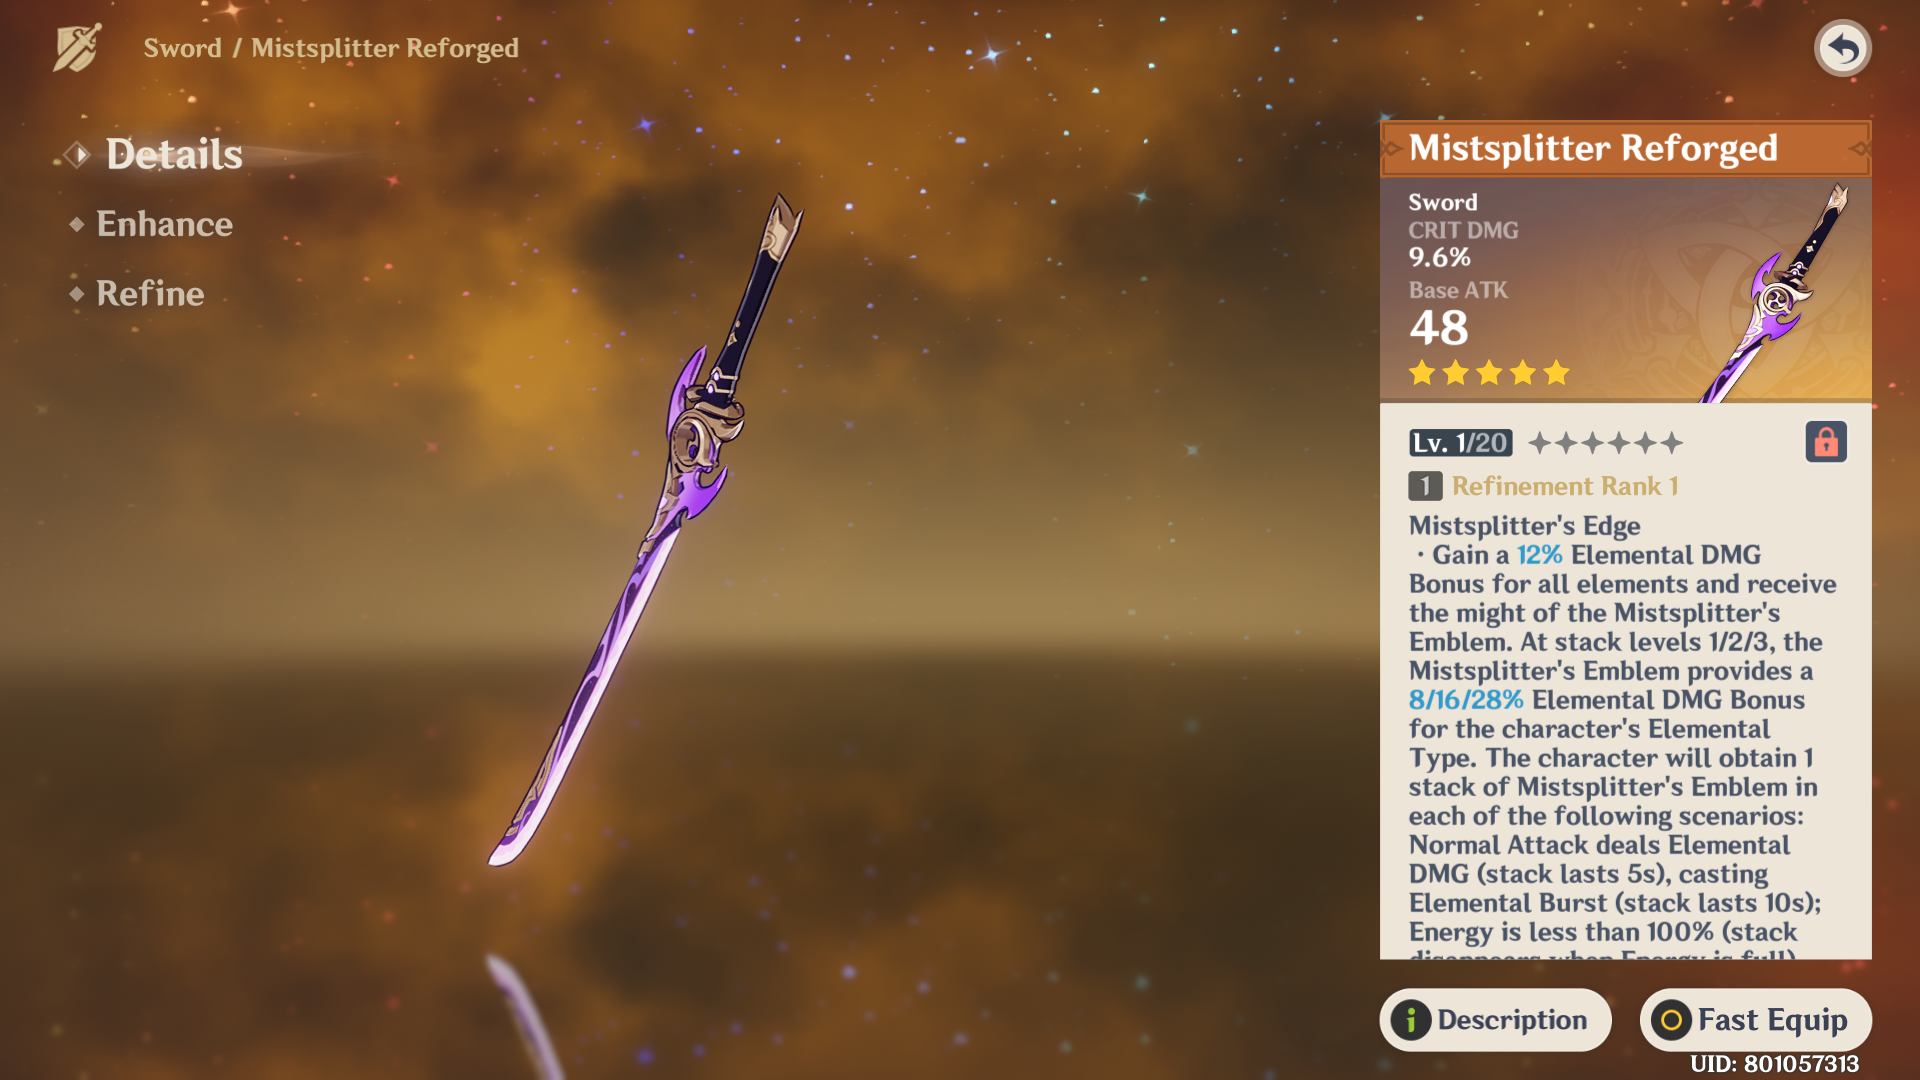 Sword / Mistsplitter Reforged
Details
Enhance
Refine
Mistsplitter Reforged
Sword
CRIT DMG
9.6%
Base ATK
48
Lv. 1/20
1 Refinement Rank 1
Mistsplitter's Edge
· Gain a 12% Elemental DMG
Bonus for all elements and receive
the might of the Mistsplitter's
Emblem. At stack levels 1/2/3, the
Mistsplitter's Emblem provides a
8/16/28% Elemental DMG Bonus
for the character's Elemental
Type. The character will obtain 1
stack of Mistsplitter's Emblem in
each of the following scenarios:
Normal Attack deals Elemental
DMG (stack lasts 5s), casting
Elemental Burst (stack lasts 10s);
Energy is less than 100% (stack
disappears when Energy is full)
Description
Fast Equip
UID: 801057313